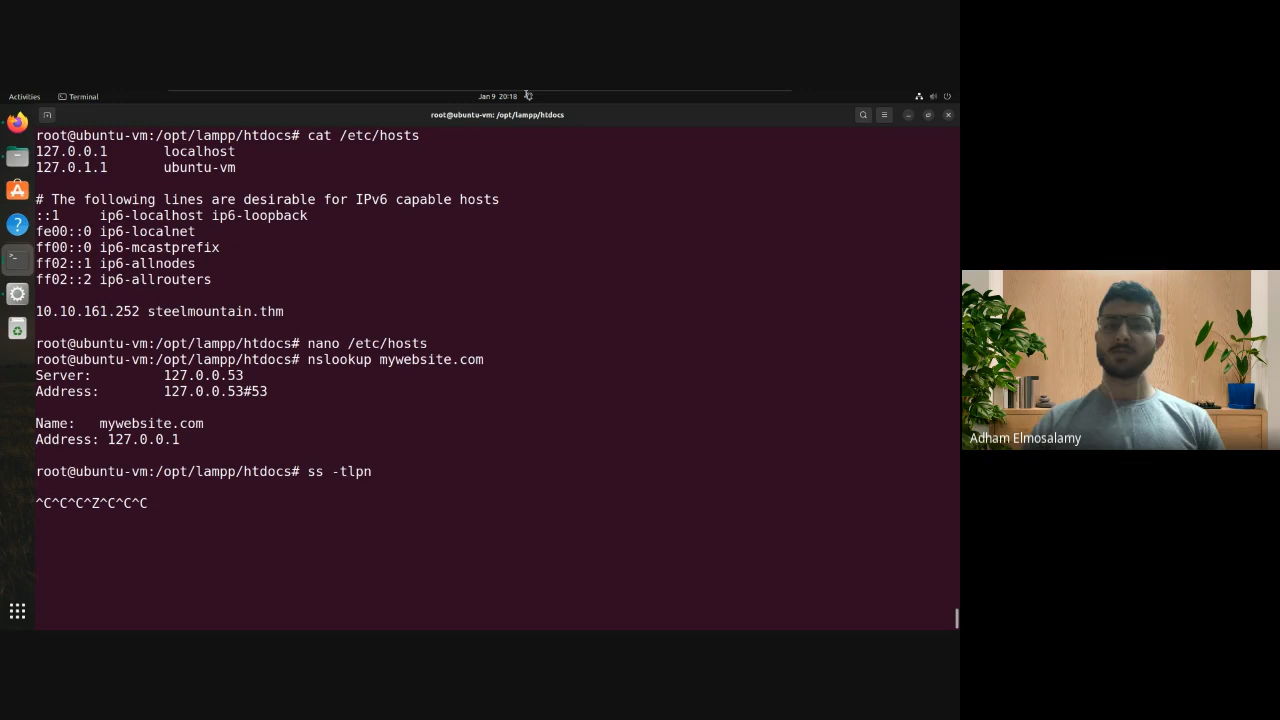 Activities
Terminal
Jan 9 20:18
root@ubuntu-vm: /opt/lampp/htdocs
root@ubuntu-vm:/opt/lampp/htdocs# cat /etc/hosts
127.0.0.1 localhost
127.0.1.1 ubuntu-vm
# The following lines are desirable for IPv6 capable hosts
::1 ip6-localhost ip6-loopback
fe00::0 ip6-localnet
ff00::0 ip6-mcastprefix
ff02::1 ip6-allnodes
ff02::2 ip6-allrouters
10.10.161.252 steelmountain.thm
root@ubuntu-vm:/opt/lampp/htdocs# nano /etc/hosts
root@ubuntu-vm:/opt/lampp/htdocs# nslookup mywebsite.com
Server: 127.0.0.53
Address: 127.0.0.53#53
Name: mywebsite.com
Address: 127.0.0.1
root@ubuntu-vm:/opt/lampp/htdocs# ss -tlpn
^C^C^C^Z^C^C^C
Adham Elmosalamy